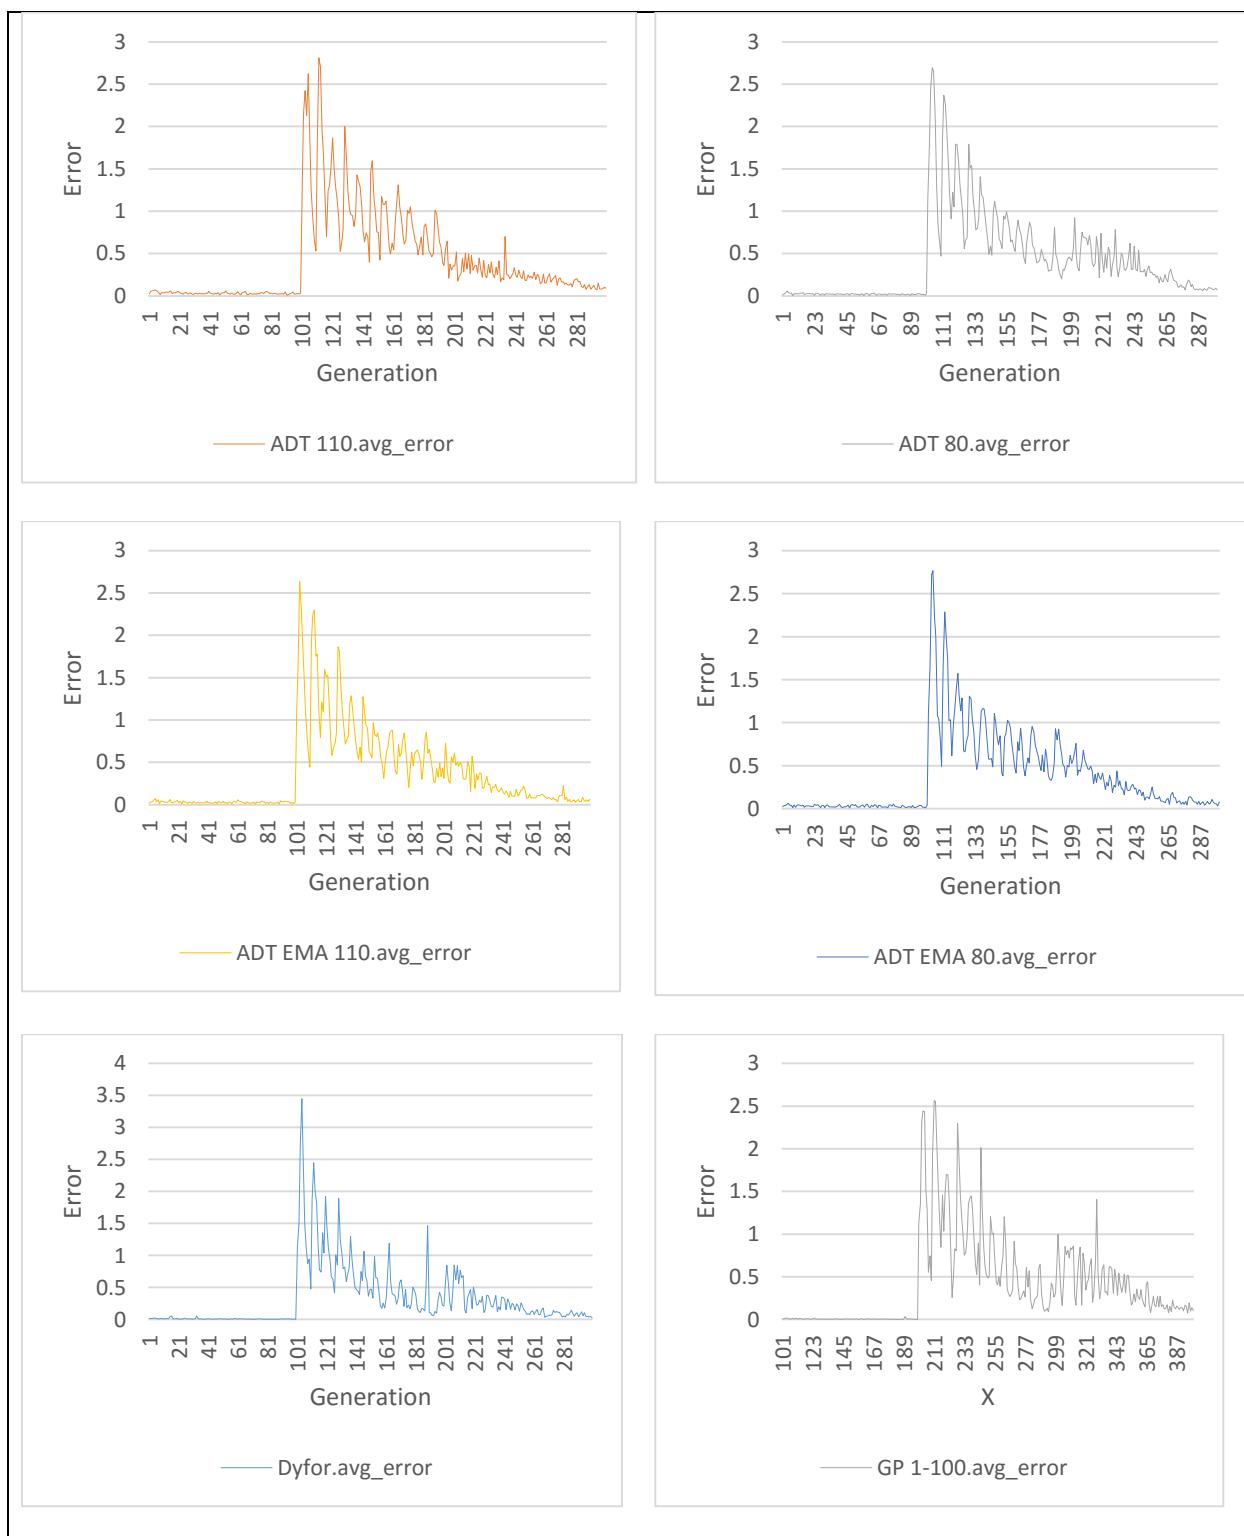 3
2.5
2
1.5
1
0.5
0
Error
1 21 41 61 81 101 121 141 161 181 201 221 241 261 281
Generation
ADT 110.avg_error
3
2.5
2
1.5
1
0.5
0
Error
1 23 45 67 89 111 133 155 177 199 221 243 265 287
Generation
ADT 80.avg_error
3
2.5
2
1.5
1
0.5
0
Error
1 21 41 61 81 101 121 141 161 181 201 221 241 261 281
Generation
ADT EMA 110.avg_error
3
2.5
2
1.5
1
0.5
0
Error
1 23 45 67 89 111 133 155 177 199 221 243 265 287
Generation
ADT EMA 80.avg_error
4
3.5
3
2.5
2
1.5
1
0.5
0
Error
1 21 41 61 81 101 121 141 161 181 201 221 241 261 281
Generation
Dyfor.avg_error
3
2.5
2
1.5
1
0.5
0
Error
101 123 145 167 189 211 233 255 277 299 321 343 365 387
X
GP 1-100.avg_error